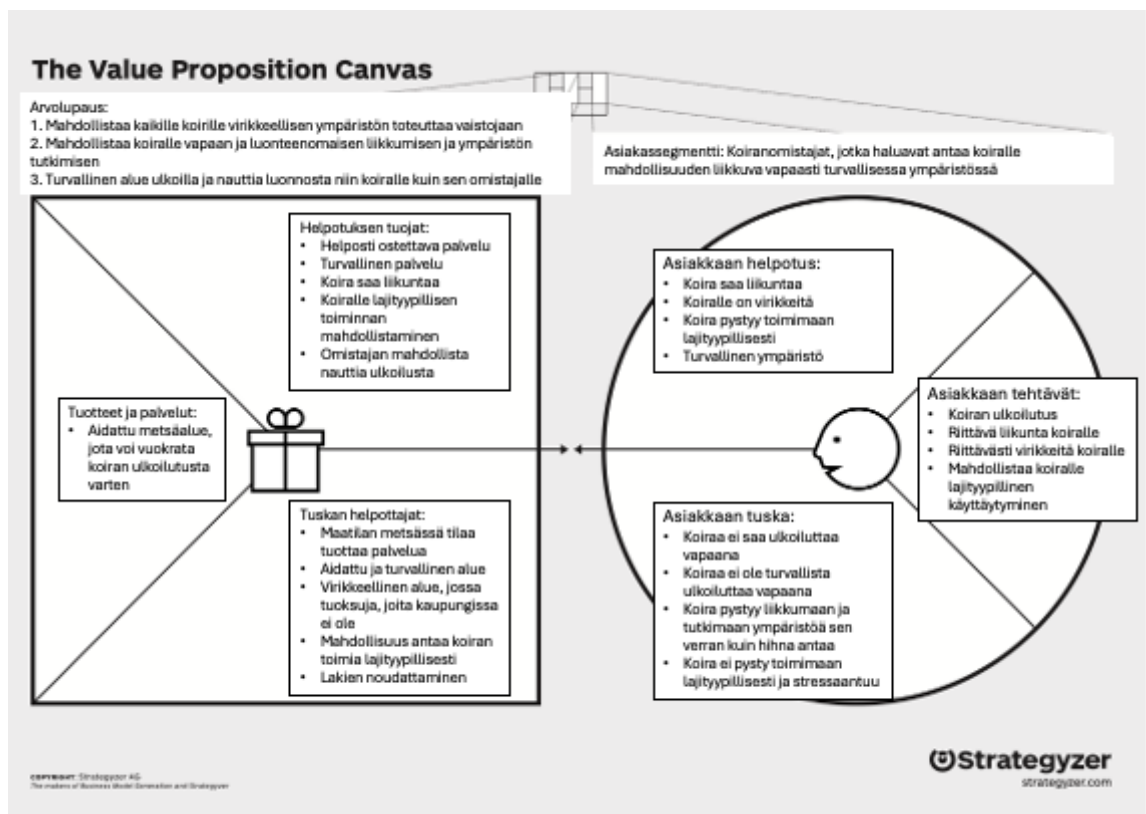 The Value Proposition Canvas
Arvolupaus:
1. Mahdollistaa kaikille koirille virikkeellisen ympäristön toteuttaa vaistojaan
2. Mahdollistaa koiralle vapaan ja luonteenomaisen liikkumisen ja ympäristön
tutkimisen
3. Turvallinen alue ulkoilla ja nauttia luonnosta niin koiralle kuin sen omistajalle
Asiakassegmentti: Koiranomistajat, jotka haluavat antaa koiralle
mahdollisuuden liikkuva vapaasti turvallisessa ympäristössä
Helpotuksen tuojat:
• Helposti ostettava palvelu
• Turvallinen palvelu
• Koira saa liikuntaa
• Koiralle lajityypillisen
toiminnan
mahdollistaminen
• Omistajan mahdollista
nauttia ulkoilusta
Tuotteet ja palvelut:
• Aidattu metsäalue,
jota voi vuokrata
koiran ulkoilutusta
varten
Tuskan helpottajat:
• Maatilan metsässä tilaa
tuottaa palvelua
• Aidattu ja turvallinen alue
• Virikkeellinen alue, jossa
tuoksuja, joita kaupungissa
ei ole
• Mahdollisuus antaa koiran
toimia lajityypillisesti
• Lakien noudattaminen
Asiakkaan helpotus:
• Koira saa liikuntaa
• Koiralle on virikkeitä
• Koira pystyy toimimaan
lajityypillisesti
• Turvallinen ympäristö
Asiakkaan tehtävät:
• Koiran ulkoilutus
• Riittävä liikunta koiralle
• Riittävästi virikkeitä koiralle
• Mahdollistaa koiralle
lajityypillinen
käyttäytyminen
Asiakkaan tuska:
• Koiraa ei saa ulkoiluttaa
vapaana
• Koiraa ei ole turvallista
ulkoiluttaa vapaana
• Koira pystyy liikkumaan ja
tutkimaan ympäristöä sen
verran kuin hihna antaa
• Koira ei pysty toimimaan
lajityypillisesti ja stressaantuu
COPYRIGHT: Strategyzer AG
The makers of Business Model Generation and Strategyzer
Strategyzer
strategyzer.com